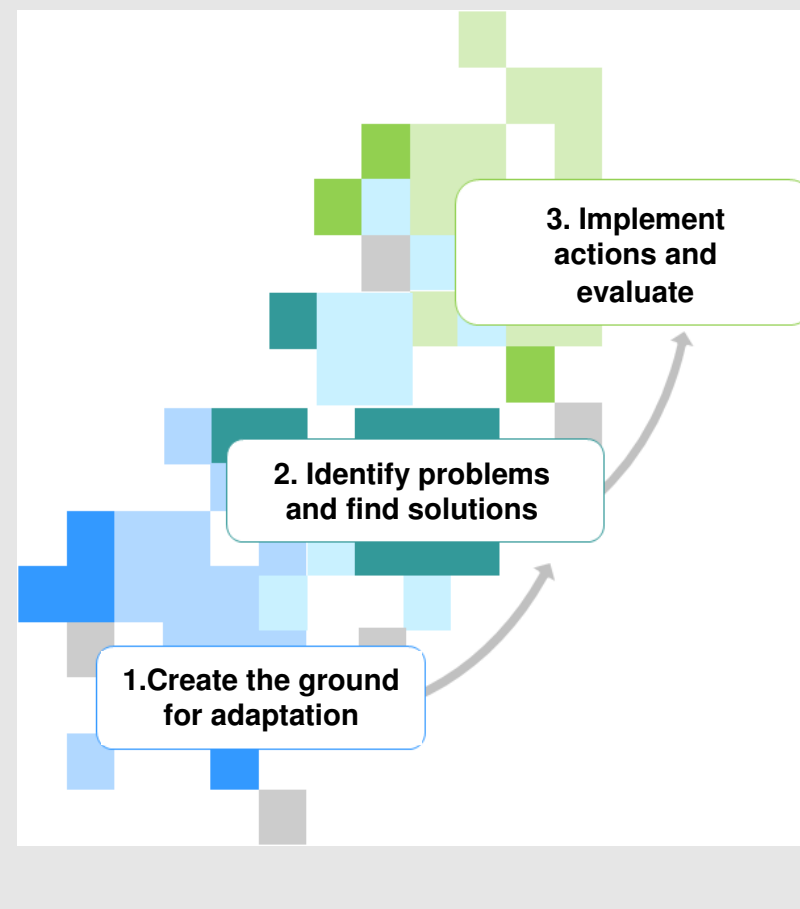 3. Implement
actions and
evaluate
2. Identify problems
and find solutions
1.Create the ground
for adaptation